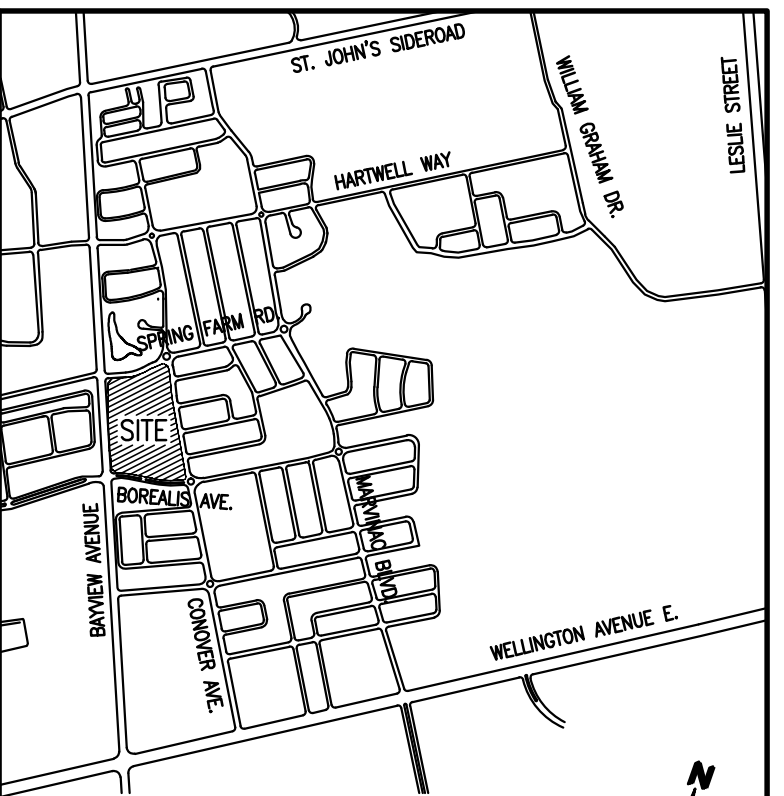 ST. JOHN'S SIDEROAD
WILLIAM GRAHAM DR.
LESLIE STREET
HARTWELL WAY
SPRING FARM RD.
SITE
BOREALIS AVE.
BAYVIEW AVENUE
MARVINAC BLVD.
CONOVER AVE.
WELLINGTON AVENUE E.
N